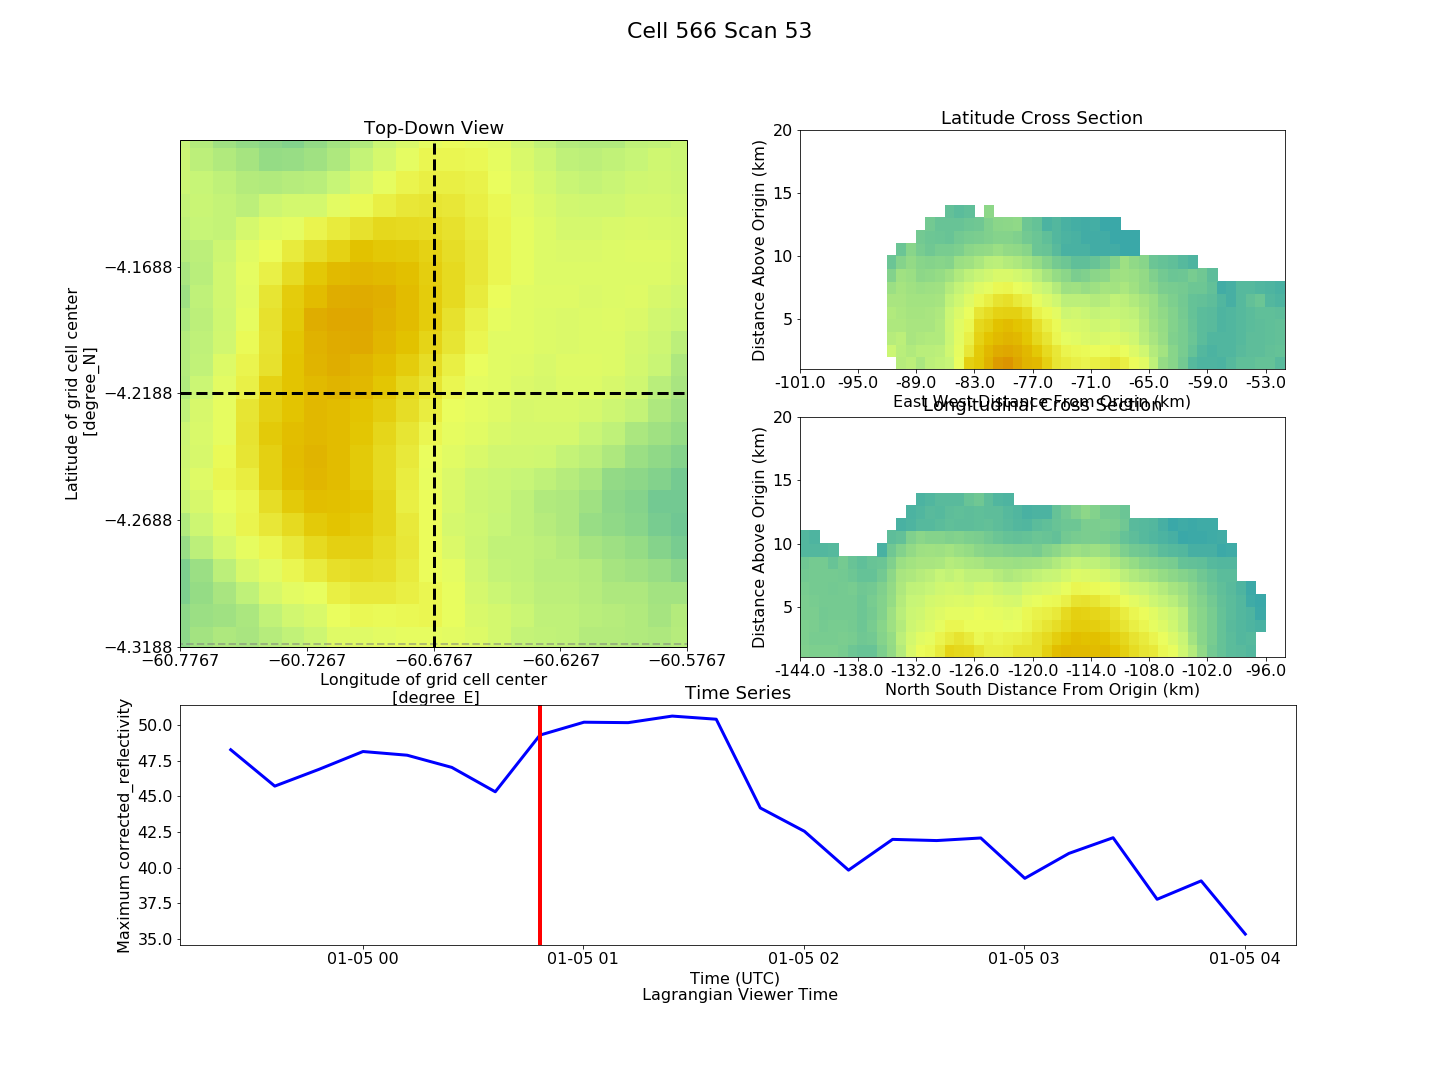 Cell 566 Scan 53
Top-Down View
Latitude of grid cell center
[degree_N]
−4.1688
−4.2188
−4.2688
−4.3188
−60.7767 −60.7267 −60.6767 −60.6267 −60.5767
Longitude of grid cell center
[degree_E]
Latitude Cross Section
Distance Above Origin (km)
20
15
10
5
-101.0 -95.0 -89.0 -83.0 -77.0 -71.0 -65.0 -59.0 -53.0
East West Distance From Origin (km)
Longitudinal Cross Section
Distance Above Origin (km)
20
15
10
5
-144.0 -138.0 -132.0 -126.0 -120.0 -114.0 -108.0 -102.0 -96.0
North South Distance From Origin (km)
Time Series
Maximum corrected_reflectivity
50.0
47.5
45.0
42.5
40.0
37.5
35.0
01-05 00 01-05 01 01-05 02 01-05 03 01-05 04
Time (UTC)
Lagrangian Viewer Time